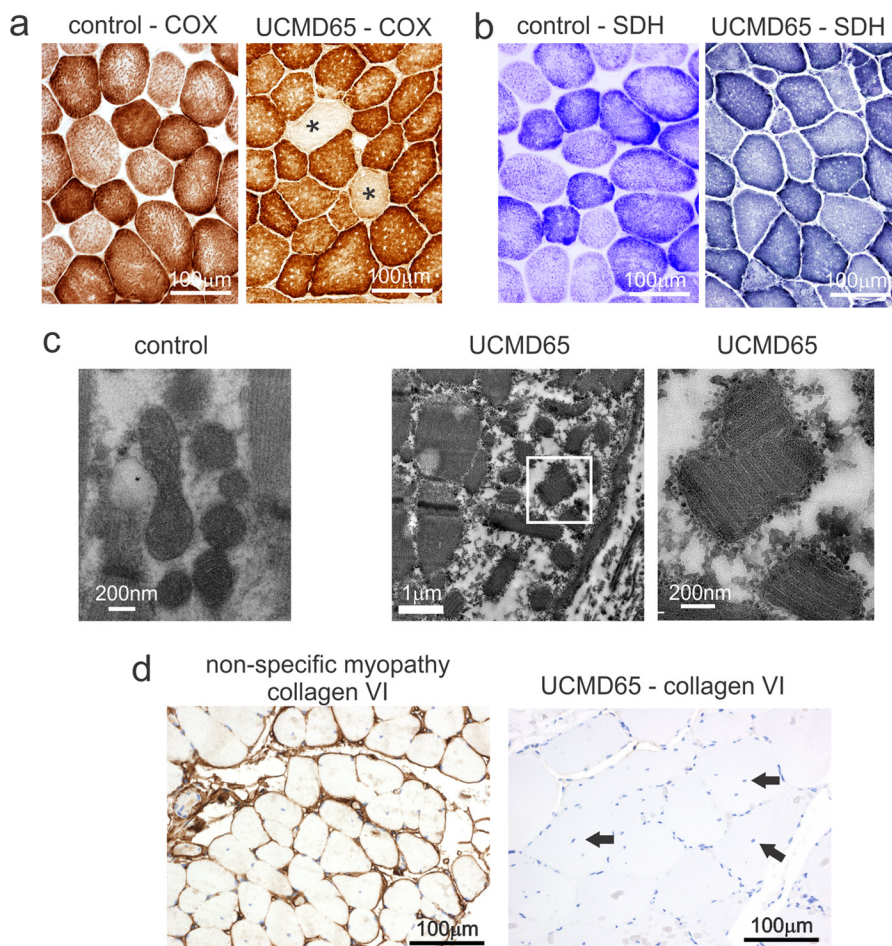 a
control - COX
UCMD65 - COX
*
*
100μm
100μm
b
control - SDH
UCMD65 - SDH
100μm
100μm
c
control
UCMD65
UCMD65
200nm
1μm
200nm
d
non-specific myopathy
collagen VI
UCMD65 - collagen VI
100μm
100μm